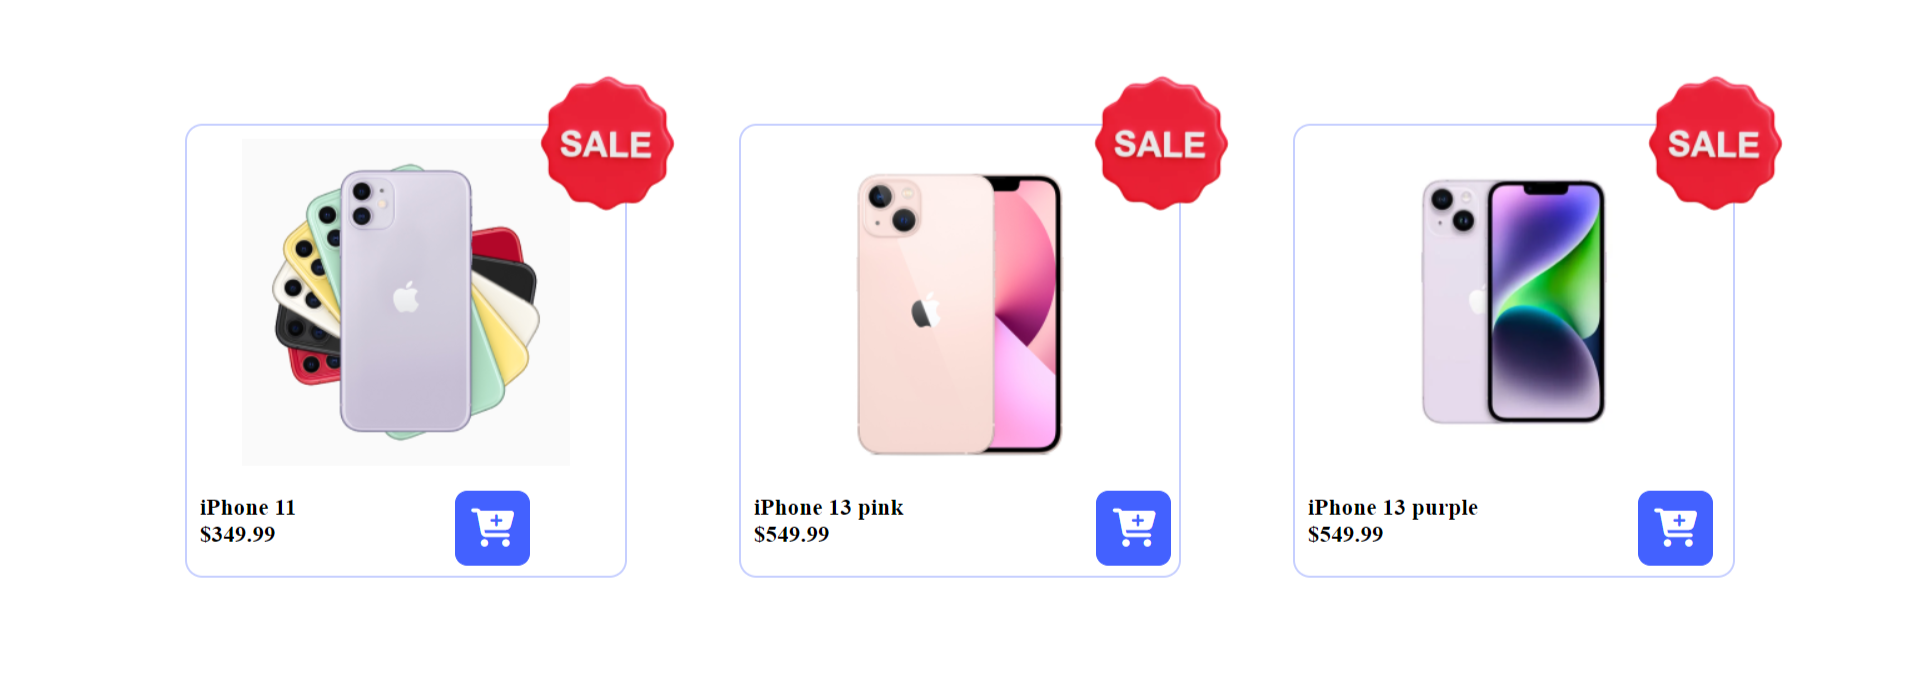 SALE
SALE
SALE
iPhone 11
$349.99
iPhone 13 pink
$549.99
iPhone 13 purple
$549.99